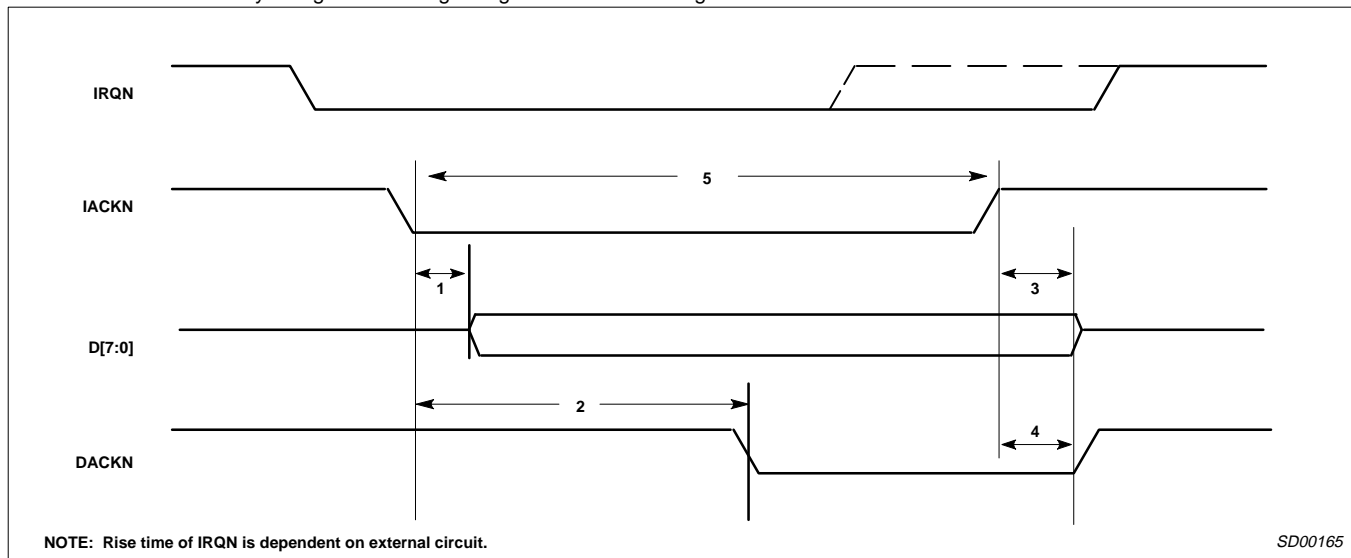 IRQN
5
IACKN
1
3
D[7:0]
2
4
DACKN
NOTE: Rise time of IRQN is dependent on external circuit.
SD00165